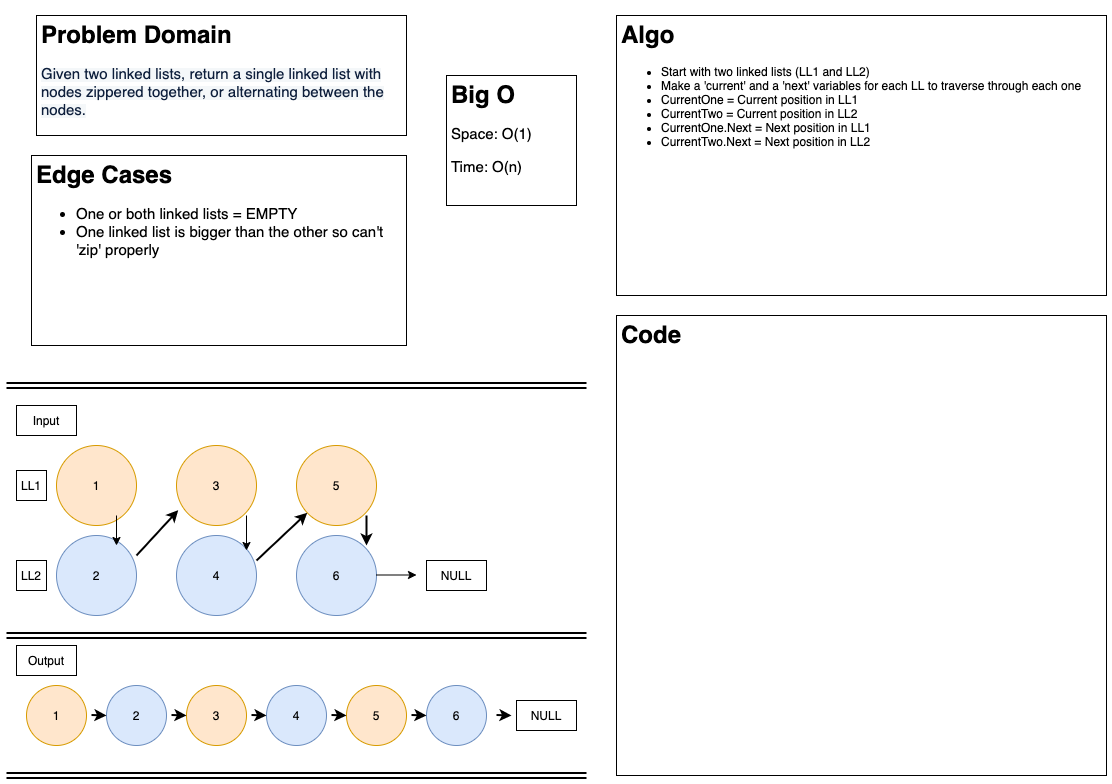 Problem Domain
Given two linked lists, return a single linked list with
nodes zippered together, or alternating between the
nodes.
Edge Cases
One or both linked lists = EMPTY
One linked list is bigger than the other so can't
'zip' properly
Big O
Space: O(1)
Time: O(n)
Algo
Start with two linked lists (LL1 and LL2)
Make a 'current' and a 'next' variables for each LL to traverse through each one
CurrentOne = Current position in LL1
CurrentTwo = Current position in LL2
CurrentOne.Next = Next position in LL1
CurrentTwo.Next = Next position in LL2
Code
Input
LL1 1 3 5
LL2 2 4 6 NULL
Output
1 2 3 4 5 6 NULL